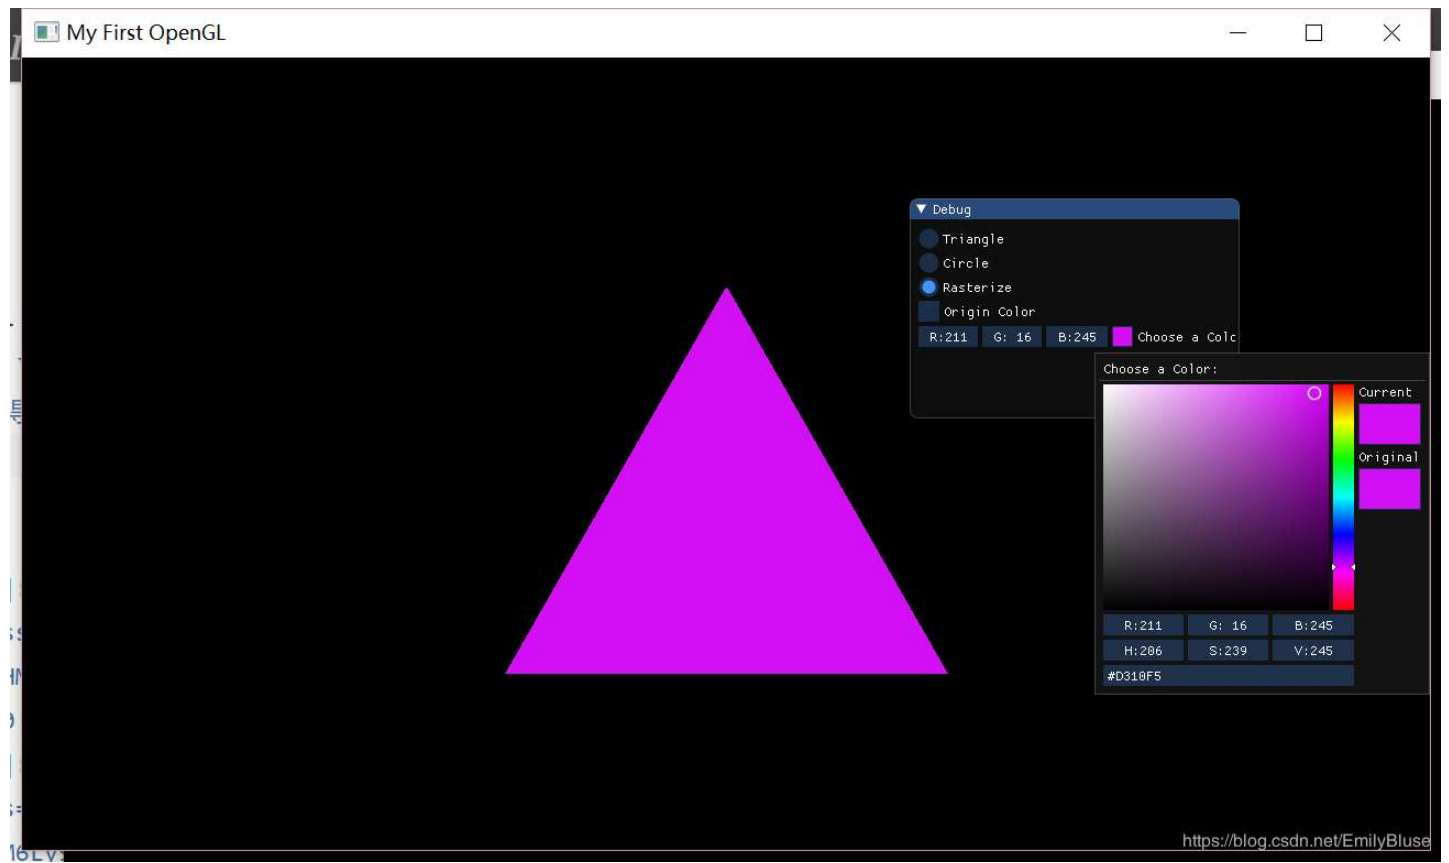 My First OpenGL
Debug
Triangle
Circle
Rasterize
Origin Color
R:211 G: 16 B:245 Choose a Colc
Choose a Color:
Current
Original
R:211 G: 16 B:245
H:206 S:239 V:245
#D310F5
https://blog.csdn.net/EmilyBluse